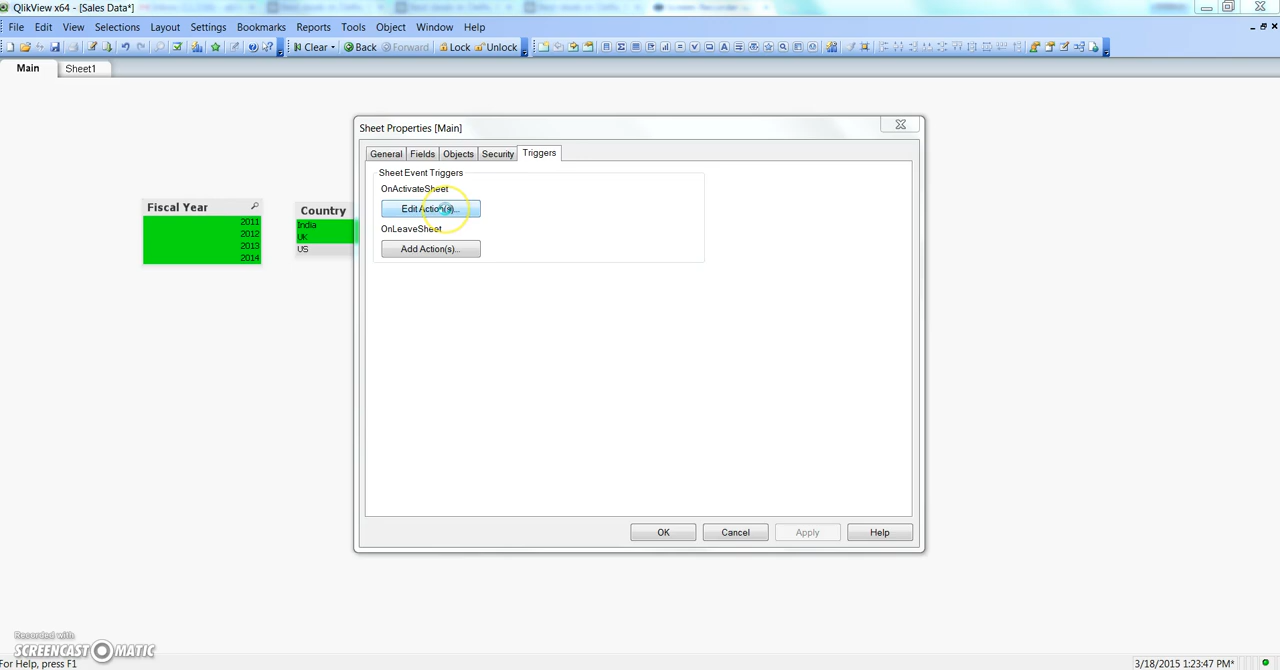 QlikView x64 - [Sales Data*]
File Edit View Selections Layout Settings Bookmarks Reports Tools Object Window Help
Clear Back Forward Lock Unlock
Main Sheet1
Sheet Properties [Main]
General Fields Objects Security Triggers
Sheet Event Triggers
OnActivateSheet
Edit Action(s)...
OnLeaveSheet
Add Action(s)...
Fiscal Year
2011
2012
2013
2014
Country
India
UK
US
OK Cancel Apply Help
Recorded with
SCREENCAST-O-MATIC
For Help, press F1
3/18/2015 1:23:47 PM*